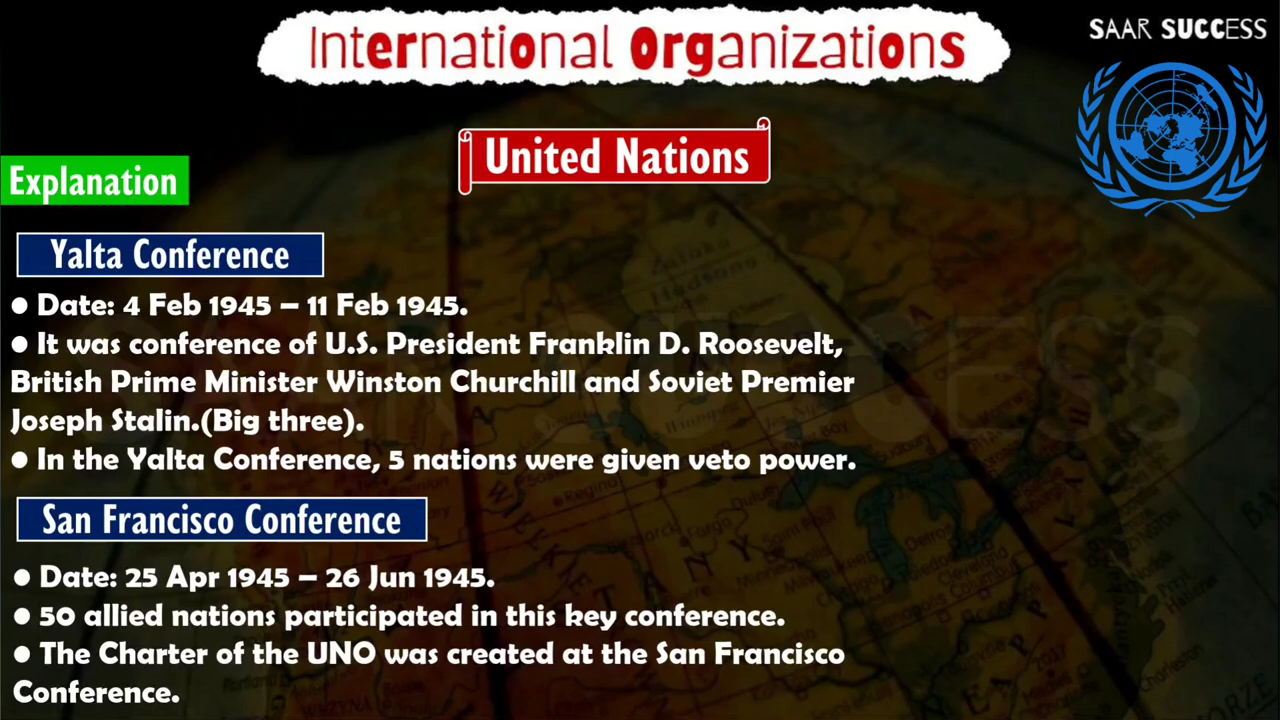 International Organizations
SAAR SUCCESS
United Nations
Explanation
Yalta Conference
● Date: 4 Feb 1945 – 11 Feb 1945.
● It was conference of U.S. President Franklin D. Roosevelt,
British Prime Minister Winston Churchill and Soviet Premier
Joseph Stalin.(Big three).
● In the Yalta Conference, 5 nations were given veto power.
San Francisco Conference
● Date: 25 Apr 1945 – 26 Jun 1945.
● 50 allied nations participated in this key conference.
● The Charter of the UNO was created at the San Francisco
Conference.